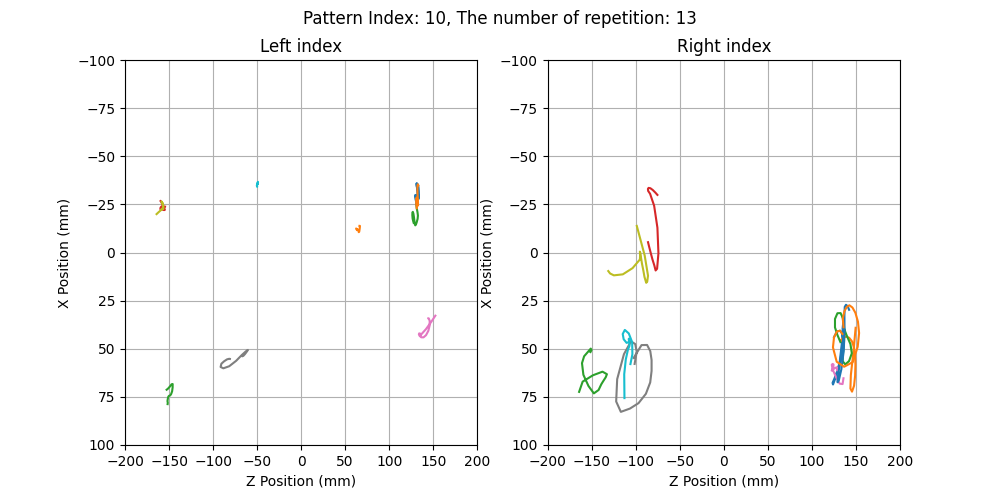 Pattern Index: 10, The number of repetition: 13
Left index
Right index
−100
−75
−50
−25
0
25
50
75
100
X Position (mm)
−200 −150 −100 −50 0 50 100 150 200
Z Position (mm)
−100
−75
−50
−25
0
25
50
75
100
X Position (mm)
−200 −150 −100 −50 0 50 100 150 200
Z Position (mm)